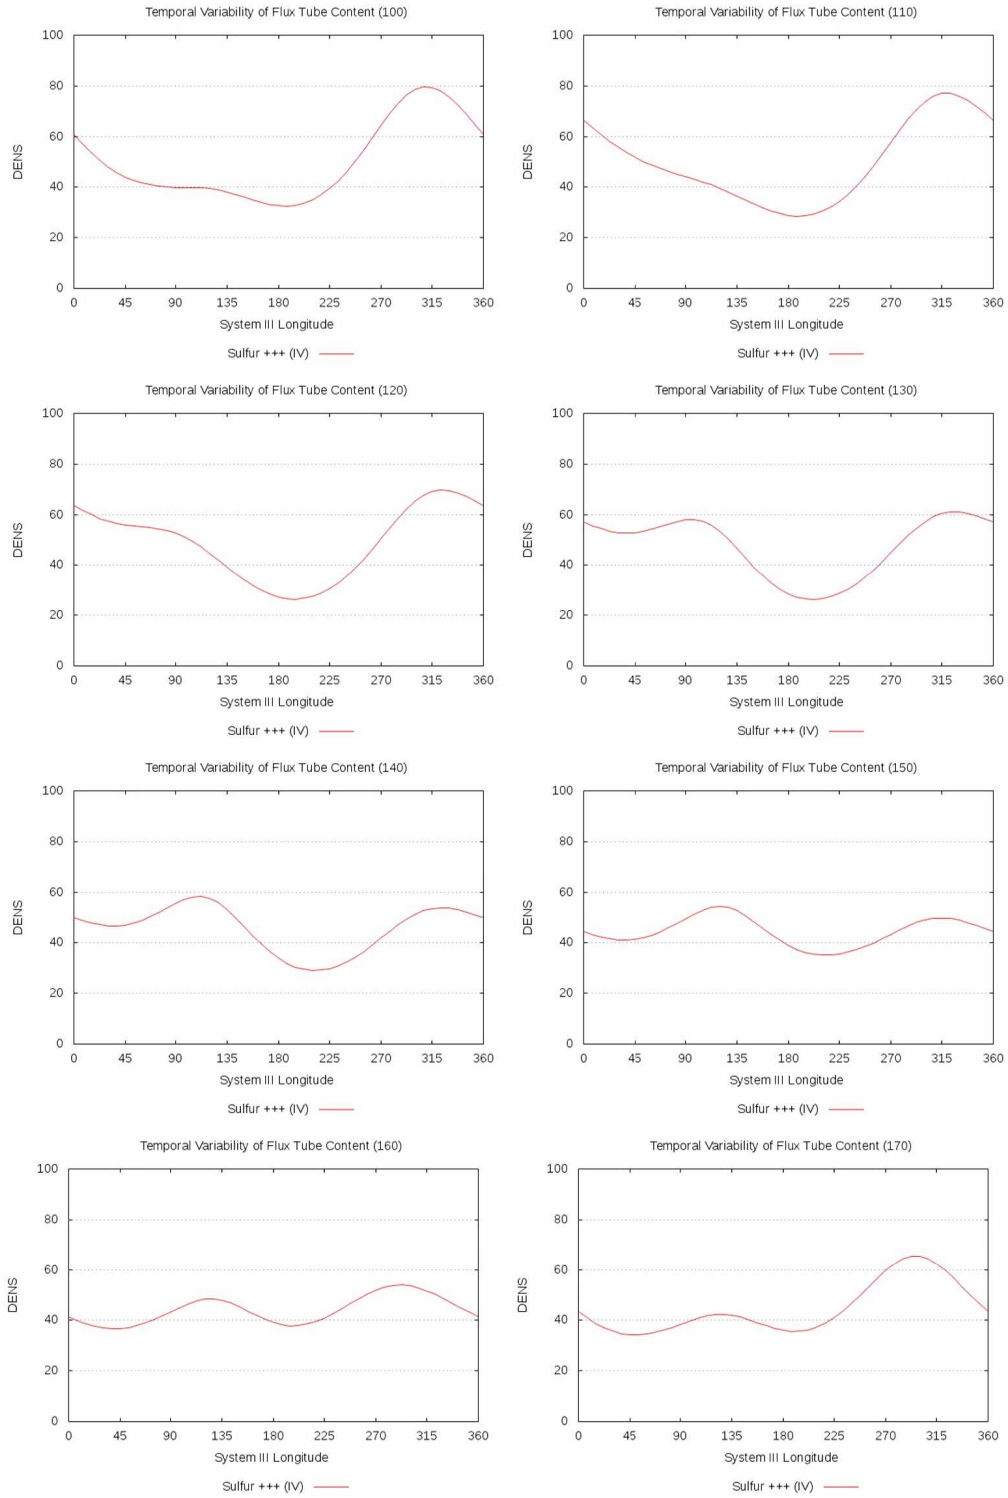 Temporal Variability of Flux Tube Content (100)
100
80
60
40
20
0
DENS
0 45 90 135 180 225 270 315 360
System III Longitude
Sulfur +++ (IV)
Temporal Variability of Flux Tube Content (110)
100
80
60
40
20
0
DENS
0 45 90 135 180 225 270 315 360
System III Longitude
Sulfur +++ (IV)
Temporal Variability of Flux Tube Content (120)
100
80
60
40
20
0
DENS
0 45 90 135 180 225 270 315 360
System III Longitude
Sulfur +++ (IV)
Temporal Variability of Flux Tube Content (130)
100
80
60
40
20
0
DENS
0 45 90 135 180 225 270 315 360
System III Longitude
Sulfur +++ (IV)
Temporal Variability of Flux Tube Content (140)
100
80
60
40
20
0
DENS
0 45 90 135 180 225 270 315 360
System III Longitude
Sulfur +++ (IV)
Temporal Variability of Flux Tube Content (150)
100
80
60
40
20
0
DENS
0 45 90 135 180 225 270 315 360
System III Longitude
Sulfur +++ (IV)
Temporal Variability of Flux Tube Content (160)
100
80
60
40
20
0
DENS
0 45 90 135 180 225 270 315 360
System III Longitude
Sulfur +++ (IV)
Temporal Variability of Flux Tube Content (170)
100
80
60
40
20
0
DENS
0 45 90 135 180 225 270 315 360
System III Longitude
Sulfur +++ (IV)